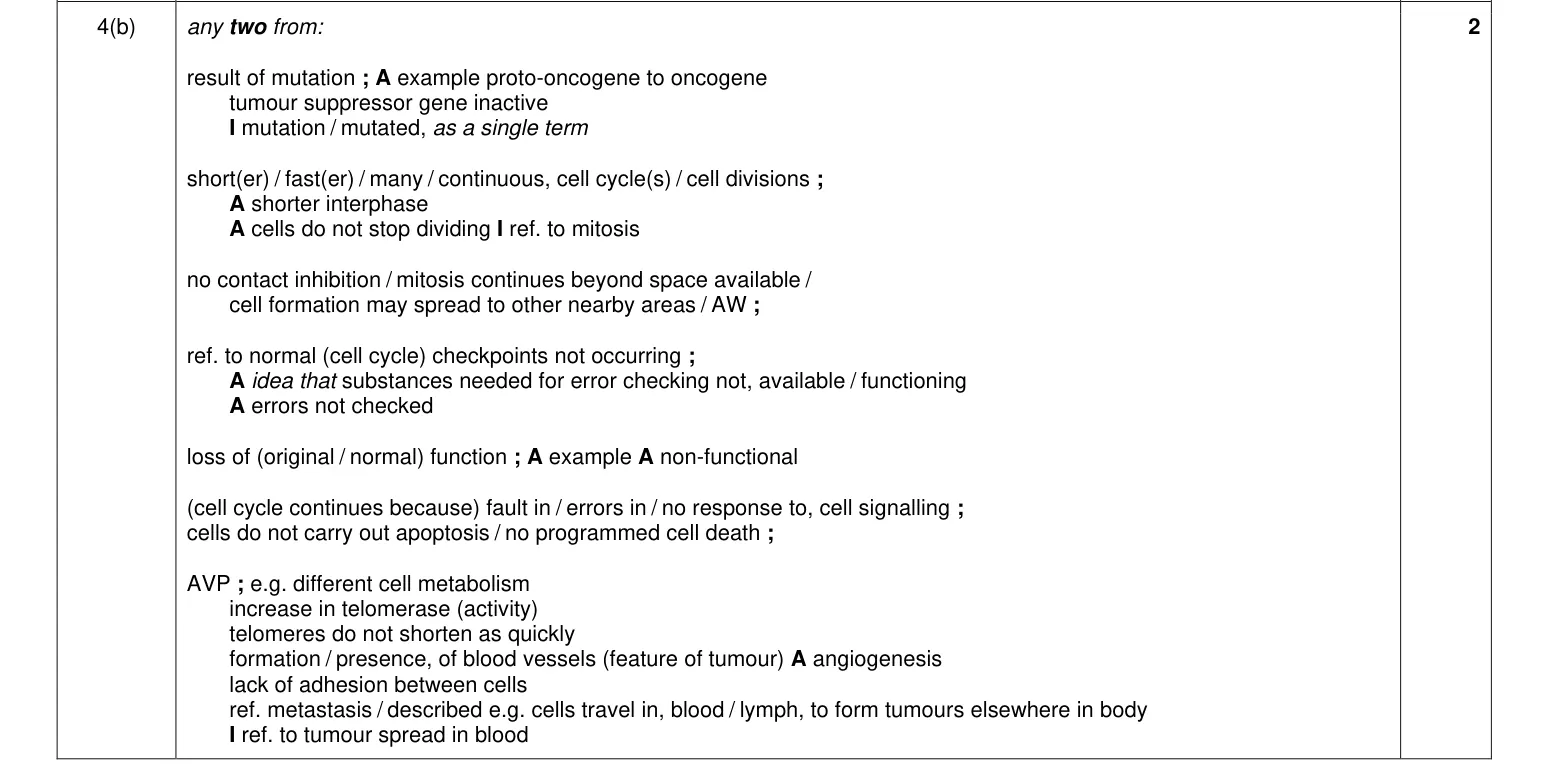 4(b) any two from: 2
result of mutation ; A example proto-oncogene to oncogene
tumour suppressor gene inactive
I mutation / mutated, as a single term
short(er) / fast(er) / many / continuous, cell cycle(s) / cell divisions ;
A shorter interphase
A cells do not stop dividing I ref. to mitosis
no contact inhibition / mitosis continues beyond space available /
cell formation may spread to other nearby areas / AW ;
ref. to normal (cell cycle) checkpoints not occurring ;
A idea that substances needed for error checking not, available / functioning
A errors not checked
loss of (original / normal) function ; A example A non-functional
(cell cycle continues because) fault in / errors in / no response to, cell signalling ;
cells do not carry out apoptosis / no programmed cell death ;
AVP ; e.g. different cell metabolism
increase in telomerase (activity)
telomeres do not shorten as quickly
formation / presence, of blood vessels (feature of tumour) A angiogenesis
lack of adhesion between cells
ref. metastasis / described e.g. cells travel in, blood / lymph, to form tumours elsewhere in body
I ref. to tumour spread in blood